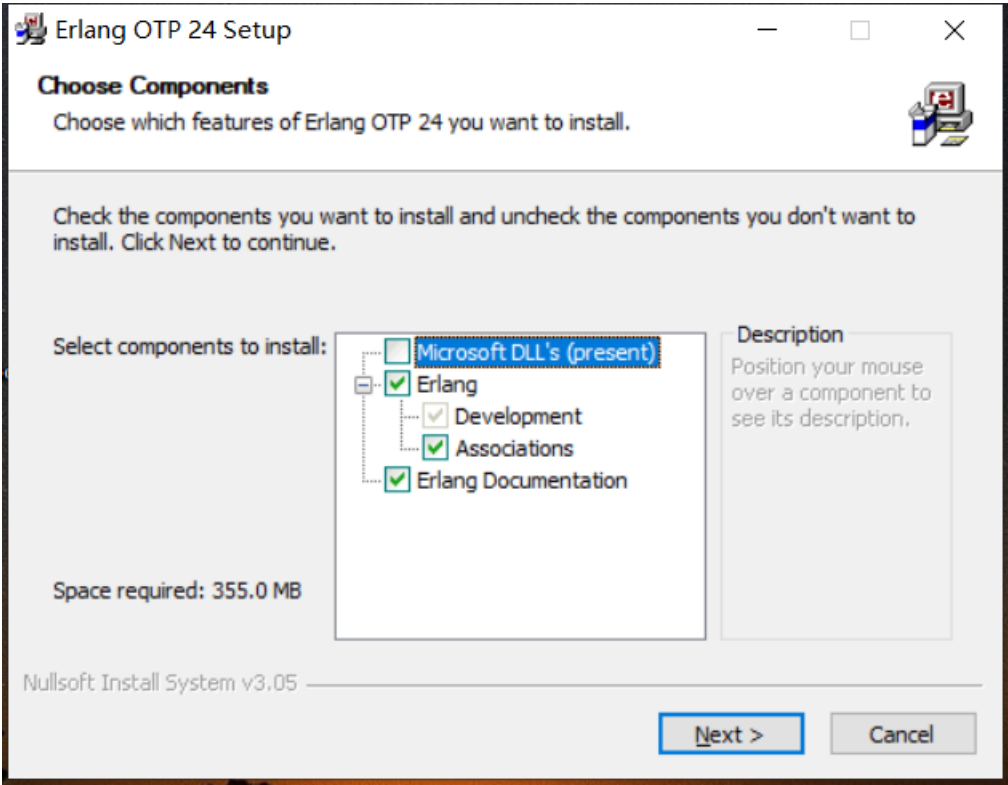 Erlang OTP 24 Setup
Choose Components
Choose which features of Erlang OTP 24 you want to install.
Check the components you want to install and uncheck the components you don't want to
install. Click Next to continue.
Select components to install:
Microsoft DLL's (present)
Erlang
Development
Associations
Erlang Documentation
Description
Position your mouse
over a component to
see its description.
Space required: 355.0 MB
Nullsoft Install System v3.05
Next >
Cancel